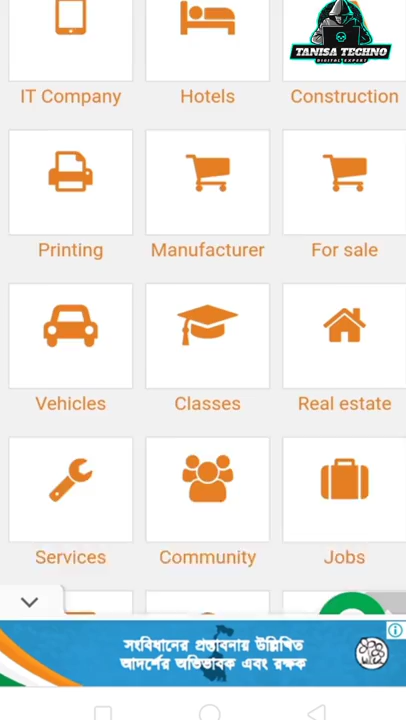 TANISA TECHNO
DIGITAL EXPERT
IT Company
Hotels
Construction
Printing
Manufacturer
For sale
Vehicles
Classes
Real estate
Services
Community
Jobs
সংবিধানের প্রস্তাবনায় উল্লিখিত
আদর্শের অভিভাবক এবং রক্ষক